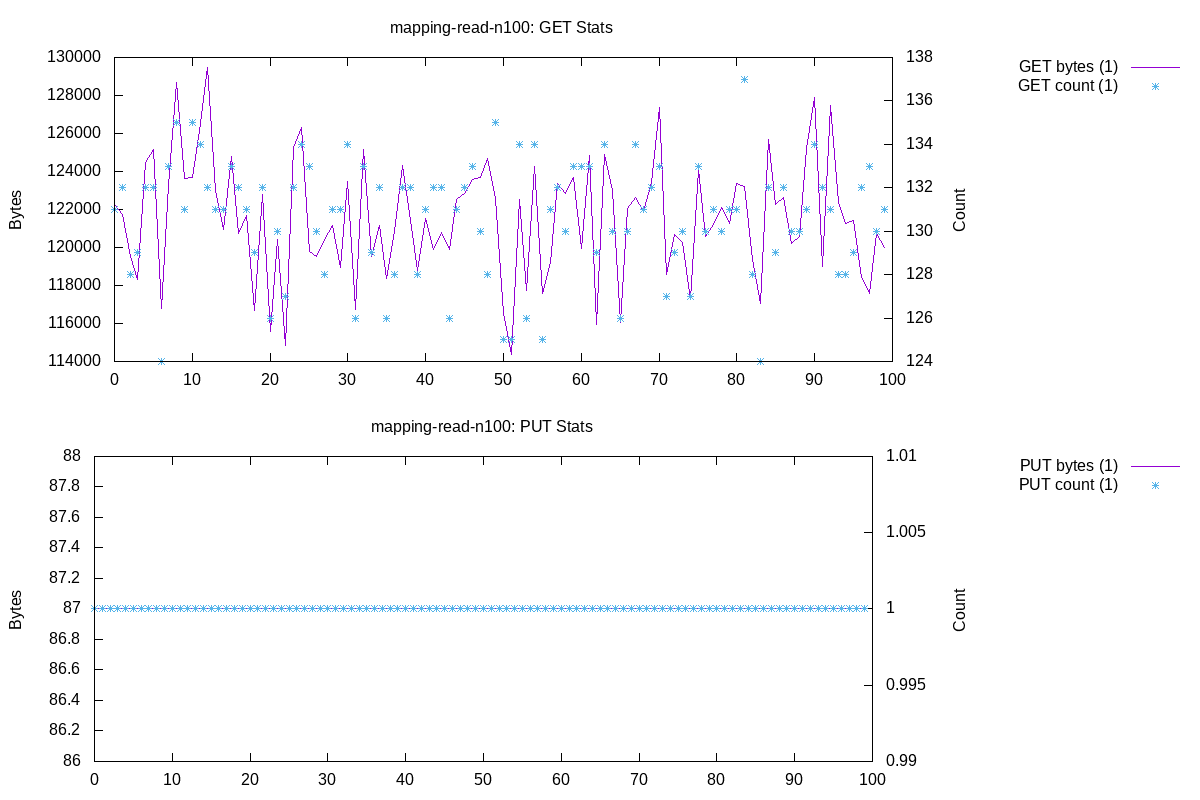 mapping-read-n100: GET Stats
130000
128000
126000
124000
122000
120000
118000
116000
114000
Bytes
138
136
134
132
130
128
126
124
Count
GET bytes (1)
GET count (1)
0 10 20 30 40 50 60 70 80 90 100
mapping-read-n100: PUT Stats
88
87.8
87.6
87.4
87.2
87
86.8
86.6
86.4
86.2
86
Bytes
1.01
1.005
1
0.995
0.99
Count
PUT bytes (1)
PUT count (1)
0 10 20 30 40 50 60 70 80 90 100